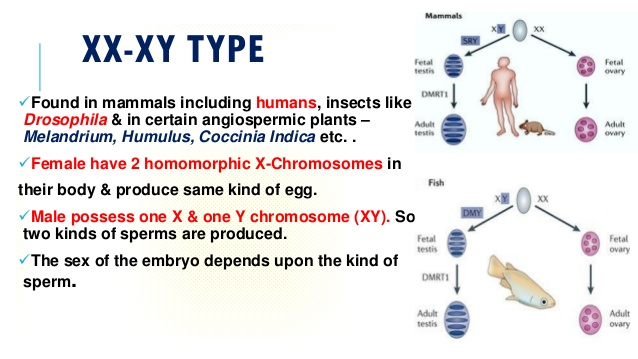 XX-XY TYPE
✓Found in mammals including humans, insects like
Drosophila & in certain angiospermic plants –
Melandrium, Humulus, Coccinia Indica etc. .
✓Female have 2 homomorphic X-Chromosomes in
their body & produce same kind of egg.
✓Male possess one X & one Y chromosome (XY). So
two kinds of sperms are produced.
✓The sex of the embryo depends upon the kind of
sperm.
Mammals
XY XX
SRY
Fetal testis
Fetal ovary
DMRT1
Adult testis
Adult ovary
Fish
XY XX
DMY
Fetal testis
Fetal ovary
DMRT1
Adult testis
Adult ovary